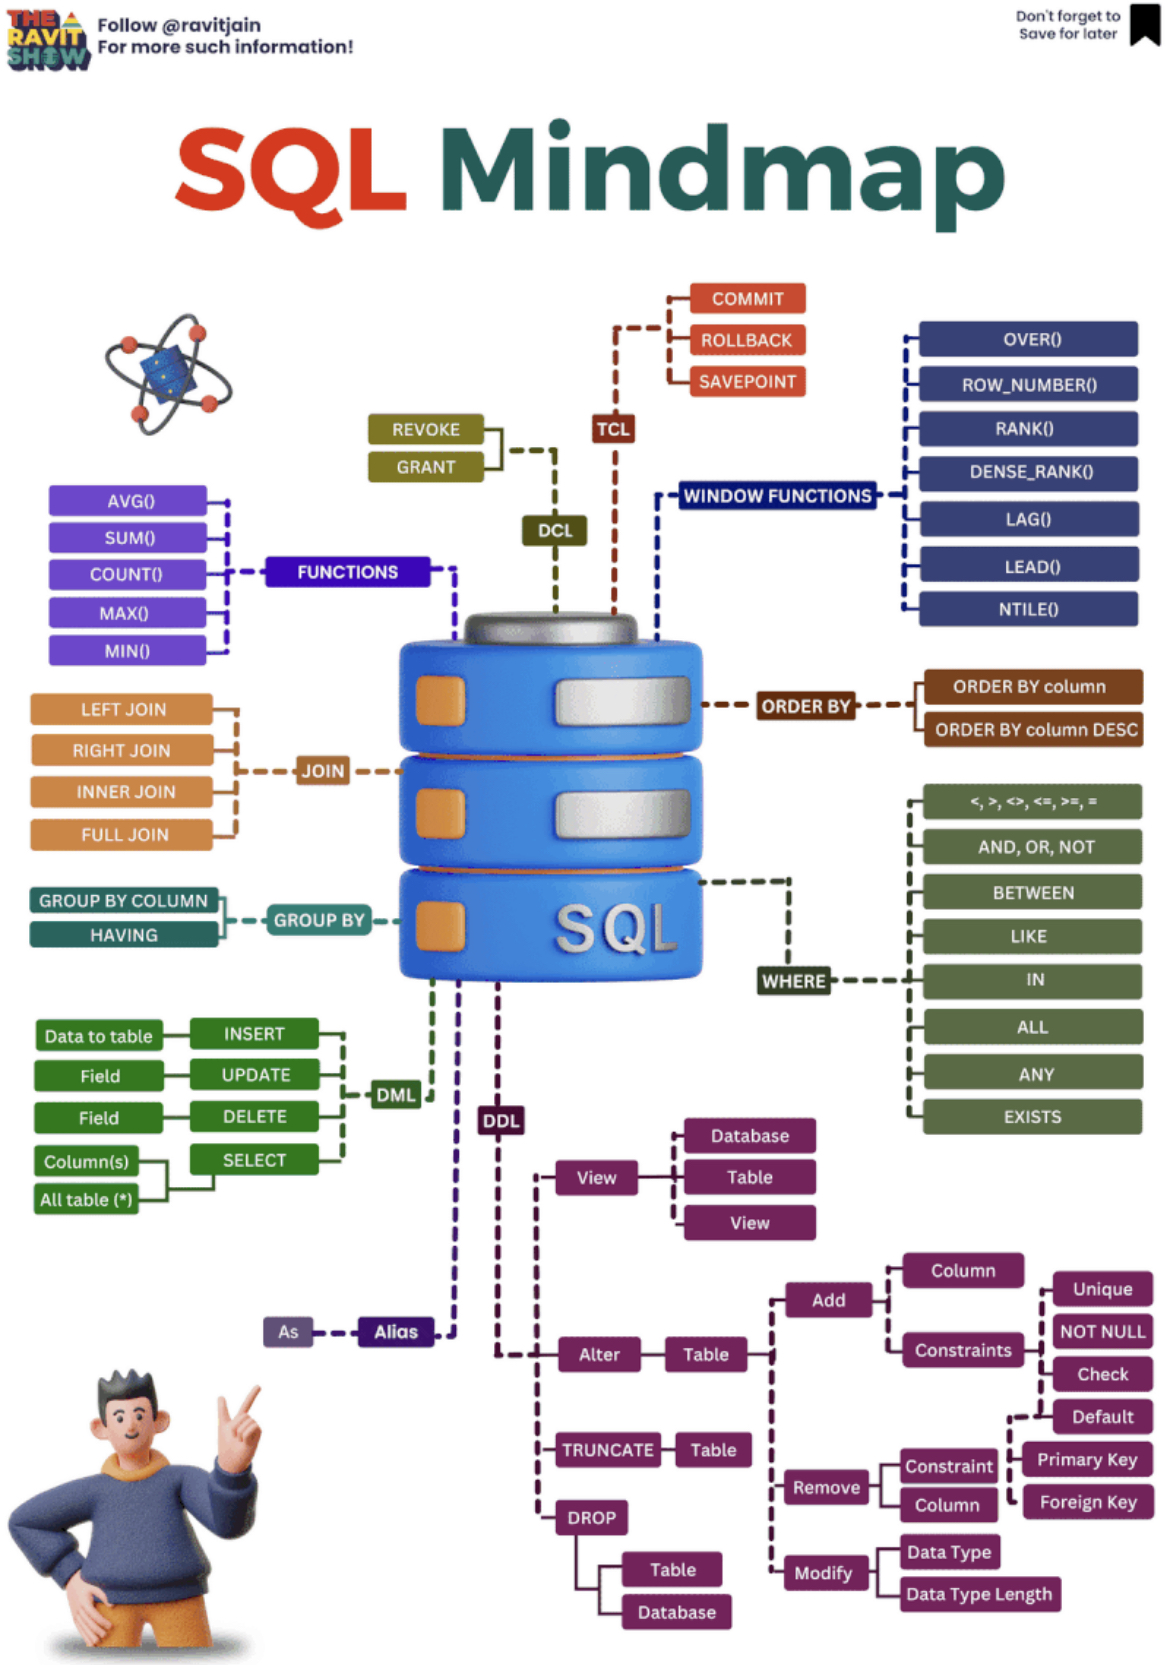 THE
RAVIT
SHOW
Follow @ravitjain
For more such information!
Don't forget to
Save for later
SQL Mindmap
COMMIT
ROLLBACK
SAVEPOINT
TCL
REVOKE
GRANT
DCL
WINDOW FUNCTIONS
OVER()
ROW_NUMBER()
RANK()
DENSE_RANK()
LAG()
LEAD()
NTILE()
AVG()
SUM()
COUNT()
MAX()
MIN()
FUNCTIONS
LEFT JOIN
RIGHT JOIN
INNER JOIN
FULL JOIN
JOIN
ORDER BY
ORDER BY column
ORDER BY column DESC
GROUP BY COLUMN
HAVING
GROUP BY
SQL
WHERE
<, >, <>, <=, >=, =
AND, OR, NOT
BETWEEN
LIKE
IN
ALL
ANY
EXISTS
Data to table
INSERT
Field
UPDATE
Field
DELETE
Column(s)
All table (*)
SELECT
DML
DDL
View
Database
Table
View
As
Alias
Alter
Table
Add
Column
Constraints
Unique
NOT NULL
Check
Default
Primary Key
Foreign Key
Remove
Constraint
Column
Modify
Data Type
Data Type Length
TRUNCATE
Table
DROP
Table
Database